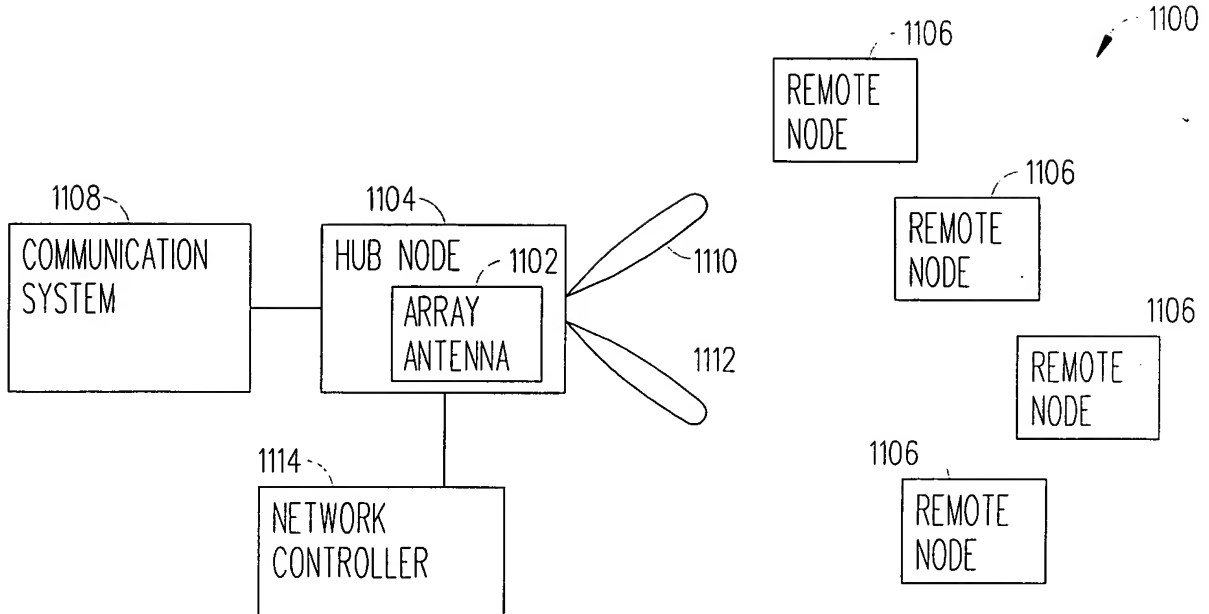 1106
1100
REMOTE
NODE
1106
REMOTE
NODE
1108
COMMUNICATION
SYSTEM
1104
HUB NODE
1102
ARRAY
ANTENNA
1110
1112
1106
REMOTE
NODE
1114
NETWORK
CONTROLLER
1106
REMOTE
NODE